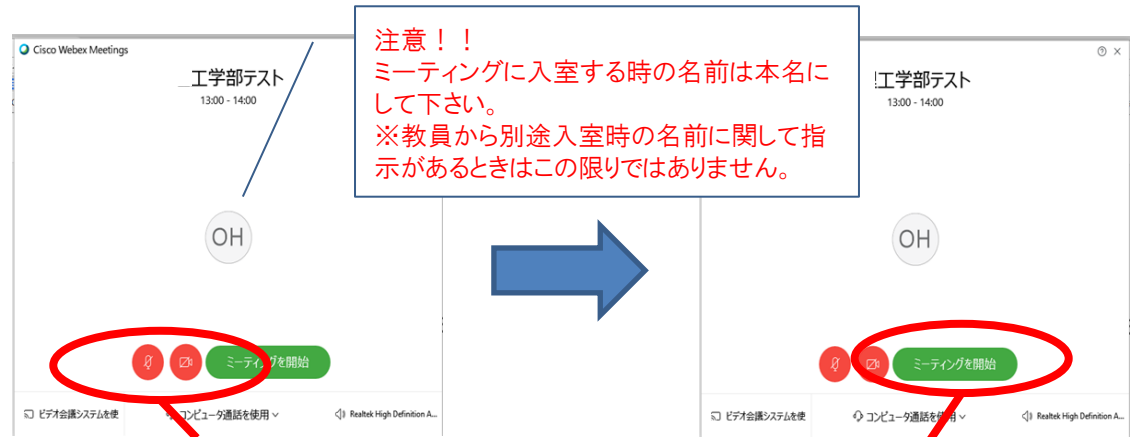 注意！！
ミーティングに入室する時の名前は本名に
して下さい。
※教員から別途入室時の名前に関して指
示があるときはこの限りではありません。
Cisco Webex Meetings
工学部テスト
13:00 - 14:00
OH
ミーティングを開始
ビデオ会議システムを使
コンピュータ通話を使用
Realtek High Definition A...
工学部テスト
13:00 - 14:00
OH
ミーティングを開始
ビデオ会議システムを使
コンピュータ通話を使用
Realtek High Definition A...